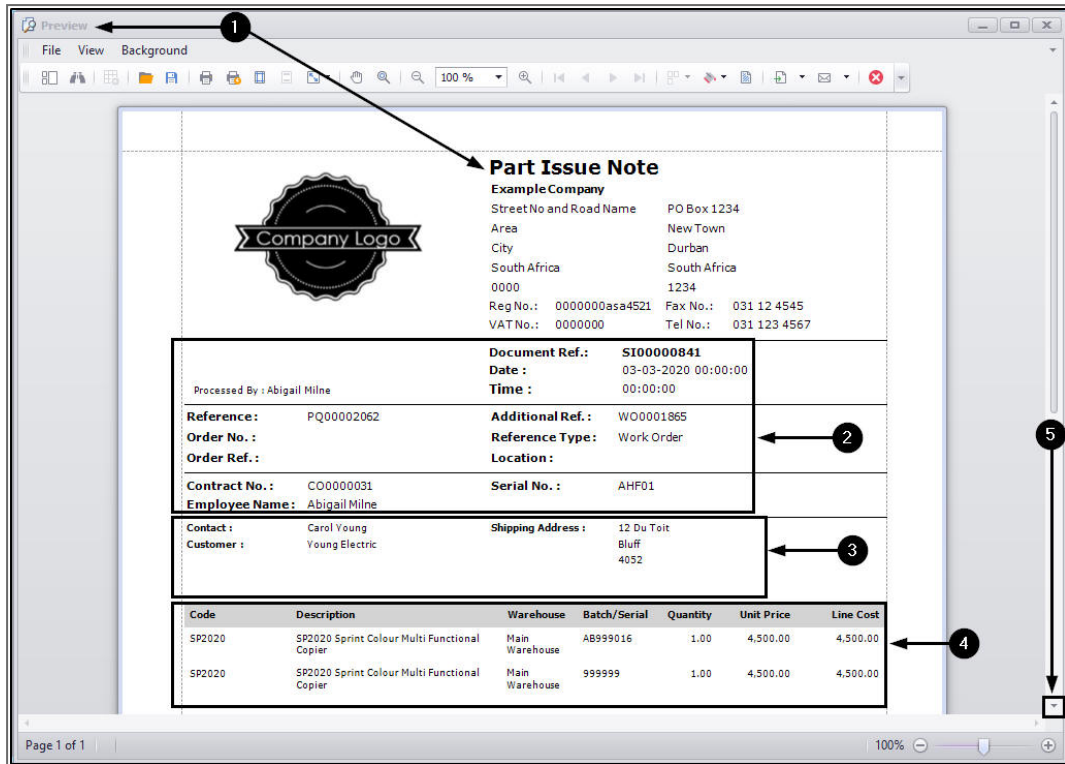 Preview
1
File View Background
100 %
Part Issue Note
Example Company
Company Logo
Street No and Road Name PO Box 1234
Area New Town
City Durban
South Africa South Africa
0000 1234
Reg No.: 0000000asa4521 Fax No.: 031 12 4545
VAT No.: 0000000 Tel No.: 031 123 4567
Document Ref.: SI00000841
Date : 03-03-2020 00:00:00
Processed By : Abigail Milne Time : 00:00:00
Reference : PQ00002062 Additional Ref. : WO0001865
Order No. : Reference Type : Work Order
2
5
Order Ref. : Location :
Contract No. : CO0000031 Serial No. : AHF01
Employee Name : Abigail Milne
Contact : Carol Young Shipping Address : 12 Du Toit
Customer : Young Electric Bluff
3
4052
Code Description Warehouse Batch/Serial Quantity Unit Price Line Cost
SP2020 SP2020 Sprint Colour Multi Functional Main AB999016 1.00 4,500.00 4,500.00
Copier Warehouse
4
SP2020 SP2020 Sprint Colour Multi Functional Main 999999 1.00 4,500.00 4,500.00
Copier Warehouse
Page 1 of 1 100%